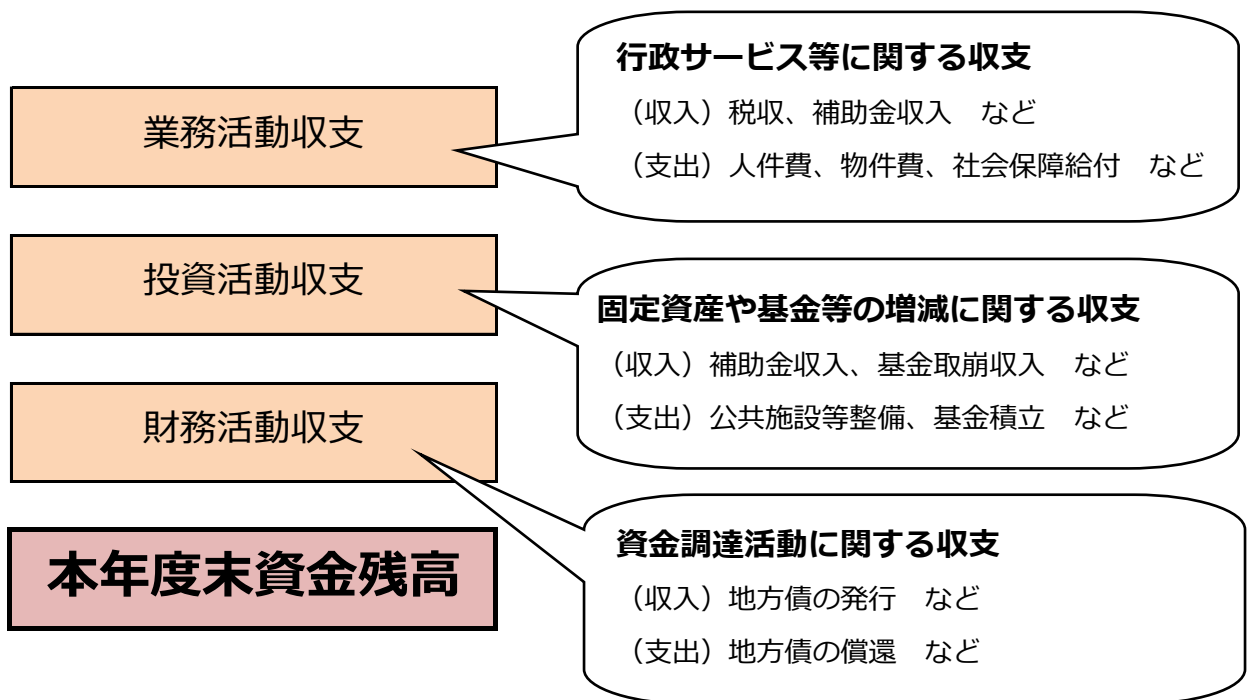 業務活動収支
行政サービス等に関する収支
（収入）税収、補助金収入　など
（支出）人件費、物件費、社会保障給付　など
投資活動収支
固定資産や基金等の増減に関する収支
（収入）補助金収入、基金取崩収入　など
（支出）公共施設等整備、基金積立　など
財務活動収支
資金調達活動に関する収支
（収入）地方債の発行　など
（支出）地方債の償還　など
本年度末資金残高